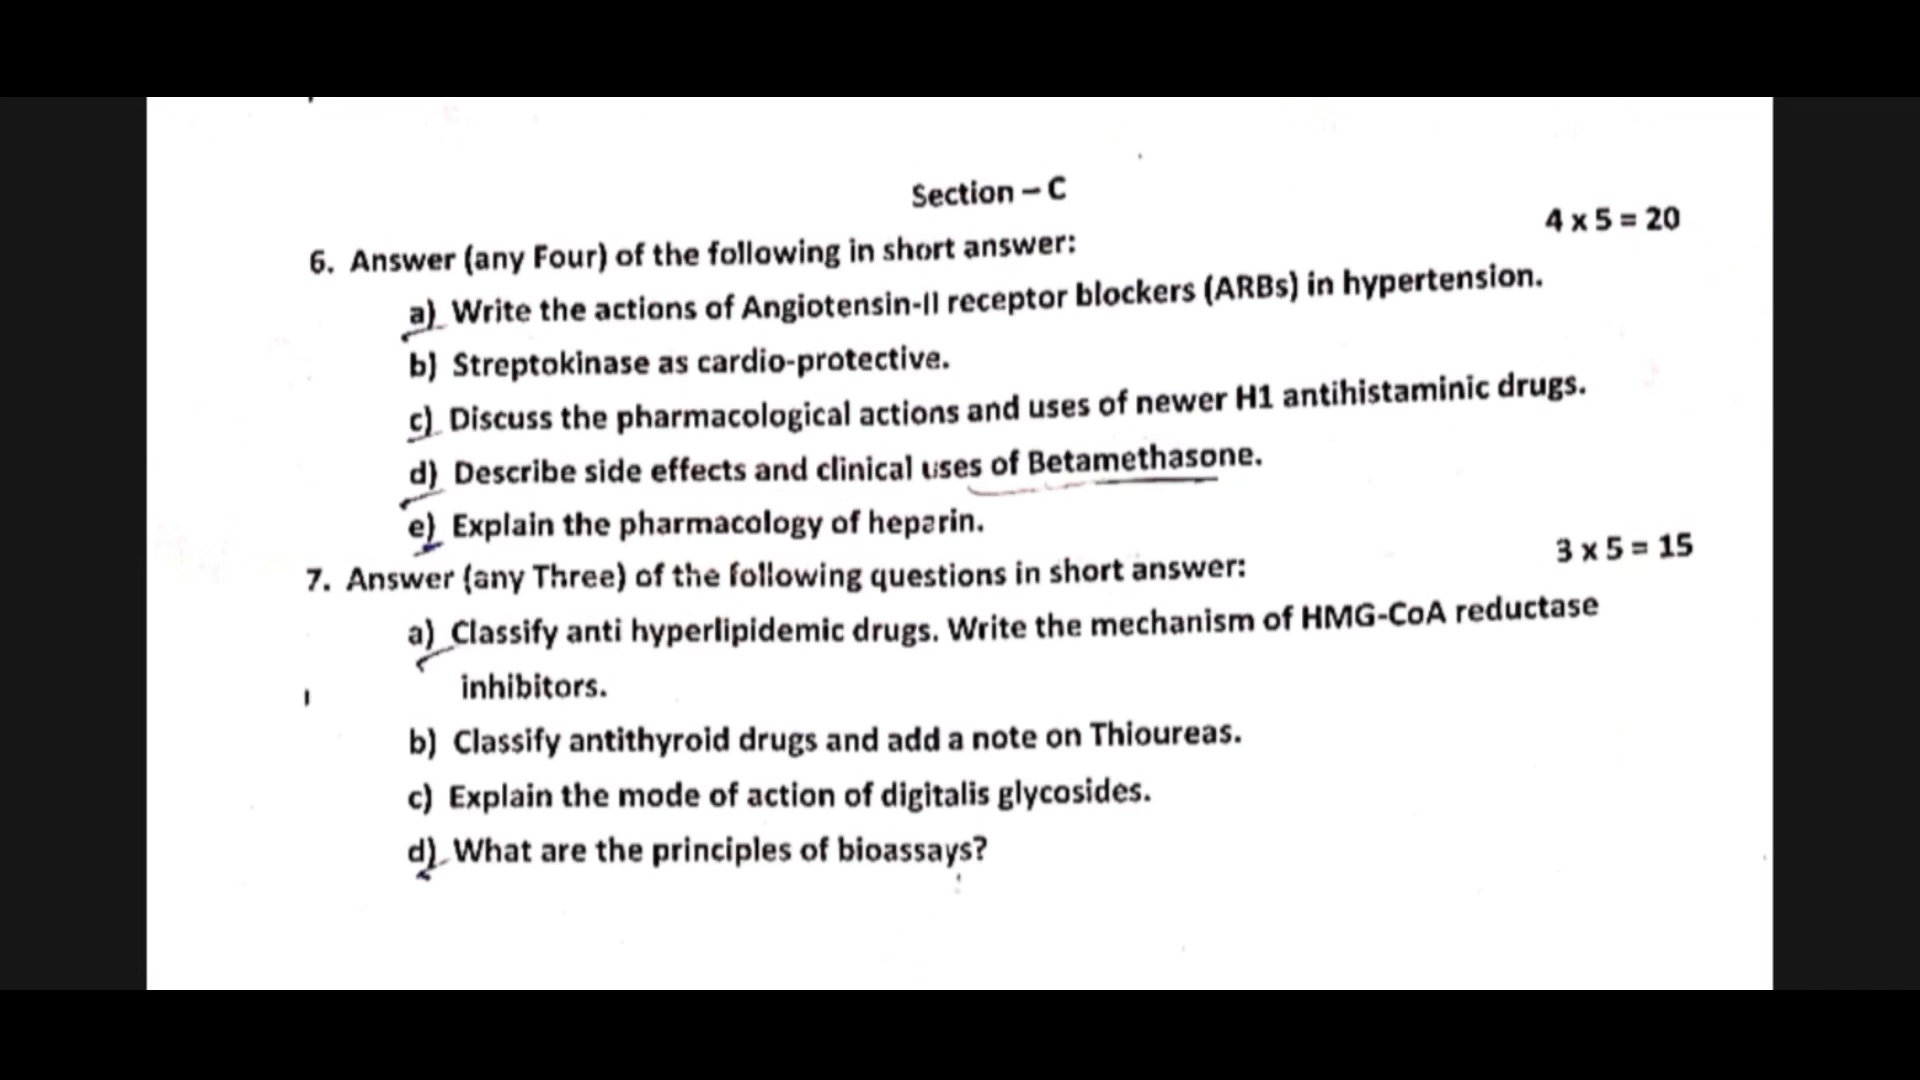 Section – C
4 x 5 = 20
6. Answer (any Four) of the following in short answer:
a) Write the actions of Angiotensin-II receptor blockers (ARBs) in hypertension.
b) Streptokinase as cardio-protective.
c) Discuss the pharmacological actions and uses of newer H1 antihistaminic drugs.
d) Describe side effects and clinical uses of Betamethasone.
e) Explain the pharmacology of heparin.
3 x 5 = 15
7. Answer (any Three) of the following questions in short answer:
a) Classify anti hyperlipidemic drugs. Write the mechanism of HMG-CoA reductase
inhibitors.
b) Classify antithyroid drugs and add a note on Thioureas.
c) Explain the mode of action of digitalis glycosides.
d) What are the principles of bioassays?